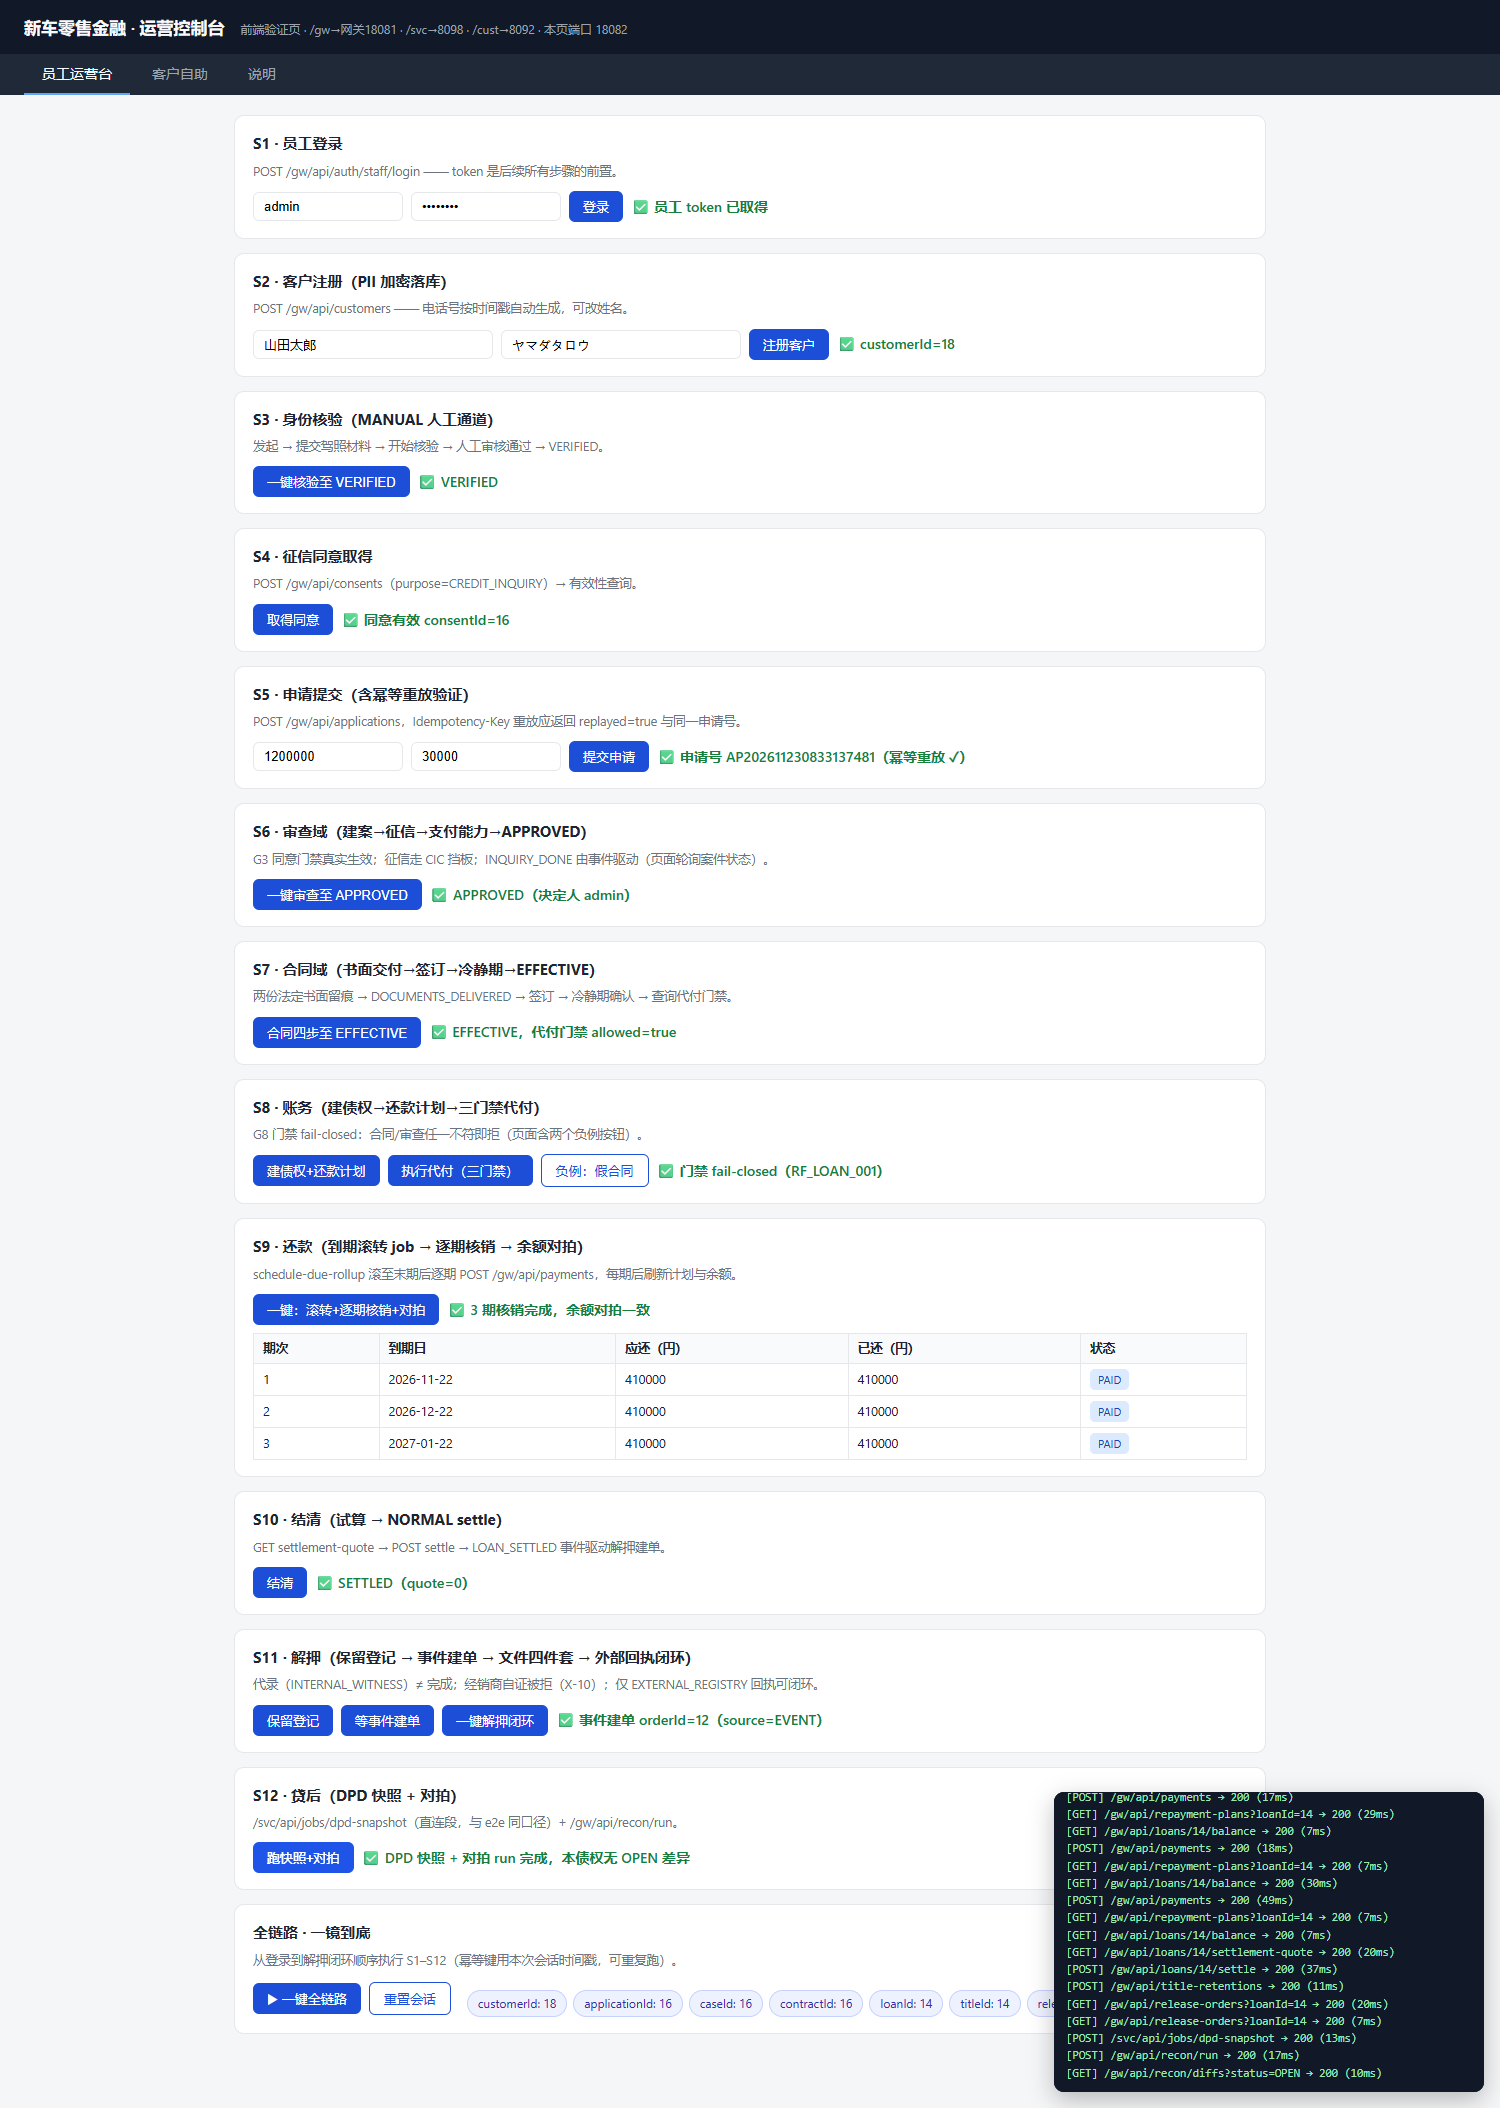 新车零售金融 · 运营控制台 前端验证页 · /gw→网关18081 · /svc→8098 · /cust→8092 · 本页端口 18082
员工运营台 客户自助 说明
S1 · 员工登录
POST /gw/api/auth/staff/login —— token 是后续所有步骤的前置。
admin •••••••• 登录 ✅ 员工 token 已取得
S2 · 客户注册（PII 加密落库）
POST /gw/api/customers —— 电话号按时间戳自动生成，可改姓名。
山田太郎 ヤマダタロウ 注册客户 ✅ customerId=18
S3 · 身份核验（MANUAL 人工通道）
发起 → 提交驾照材料 → 开始核验 → 人工审核通过 → VERIFIED。
一键核验至 VERIFIED ✅ VERIFIED
S4 · 征信同意取得
POST /gw/api/consents（purpose=CREDIT_INQUIRY）→ 有效性查询。
取得同意 ✅ 同意有效 consentId=16
S5 · 申请提交（含幂等重放验证）
POST /gw/api/applications，Idempotency-Key 重放应返回 replayed=true 与同一申请号。
1200000 30000 提交申请 ✅ 申请号 AP202611230833137481（幂等重放 ✓）
S6 · 审查域（建案→征信→支付能力→APPROVED）
G3 同意门禁真实生效；征信走 CIC 挡板；INQUIRY_DONE 由事件驱动（页面轮询案件状态）。
一键审查至 APPROVED ✅ APPROVED（决定人 admin）
S7 · 合同域（书面交付→签订→冷静期→EFFECTIVE）
两份法定书面留痕 → DOCUMENTS_DELIVERED → 签订 → 冷静期确认 → 查询代付门禁。
合同四步至 EFFECTIVE ✅ EFFECTIVE，代付门禁 allowed=true
S8 · 账务（建债权→还款计划→三门禁代付）
G8 门禁 fail-closed：合同/审查任一不符即拒（页面含两个负例按钮）。
建债权+还款计划 执行代付（三门禁） 负例：假合同 ✅ 门禁 fail-closed（RF_LOAN_001）
S9 · 还款（到期滚转 job → 逐期核销 → 余额对拍）
schedule-due-rollup 滚至末期后逐期 POST /gw/api/payments，每期后刷新计划与余额。
一键：滚转+逐期核销+对拍 ✅ 3 期核销完成，余额对拍一致
期次 到期日 应还（円） 已还（円） 状态
1 2026-11-22 410000 410000 PAID
2 2026-12-22 410000 410000 PAID
3 2027-01-22 410000 410000 PAID
S10 · 结清（试算 → NORMAL settle）
GET settlement-quote → POST settle → LOAN_SETTLED 事件驱动解押建单。
结清 ✅ SETTLED（quote=0）
S11 · 解押（保留登记 → 事件建单 → 文件四件套 → 外部回执闭环）
代录（INTERNAL_WITNESS）≠ 完成；经销商自证被拒（X-10）；仅 EXTERNAL_REGISTRY 回执可闭环。
保留登记 等事件建单 一键解押闭环 ✅ 事件建单 orderId=12（source=EVENT）
S12 · 贷后（DPD 快照 + 对拍）
/svc/api/jobs/dpd-snapshot（直连段，与 e2e 同口径）+ /gw/api/recon/run。
跑快照+对拍 ✅ DPD 快照 + 对拍 run 完成，本债权无 OPEN 差异
全链路 · 一镜到底
从登录到解押闭环顺序执行 S1–S12（幂等键用本次会话时间戳，可重复跑）。
▶ 一键全链路 重置会话 customerId: 18 applicationId: 16 caseId: 16 contractId: 16 loanId: 14 titleId: 14 rele
[POST] /gw/api/payments → 200 (17ms)
[GET] /gw/api/repayment-plans?loanId=14 → 200 (29ms)
[GET] /gw/api/loans/14/balance → 200 (7ms)
[POST] /gw/api/payments → 200 (18ms)
[GET] /gw/api/repayment-plans?loanId=14 → 200 (7ms)
[GET] /gw/api/loans/14/balance → 200 (30ms)
[POST] /gw/api/payments → 200 (49ms)
[GET] /gw/api/repayment-plans?loanId=14 → 200 (7ms)
[GET] /gw/api/loans/14/balance → 200 (7ms)
[GET] /gw/api/loans/14/settlement-quote → 200 (20ms)
[POST] /gw/api/loans/14/settle → 200 (37ms)
[POST] /gw/api/title-retentions → 200 (11ms)
[GET] /gw/api/release-orders?loanId=14 → 200 (20ms)
[GET] /gw/api/release-orders?loanId=14 → 200 (7ms)
[POST] /svc/api/jobs/dpd-snapshot → 200 (13ms)
[POST] /gw/api/recon/run → 200 (17ms)
[GET] /gw/api/recon/diffs?status=OPEN → 200 (10ms)